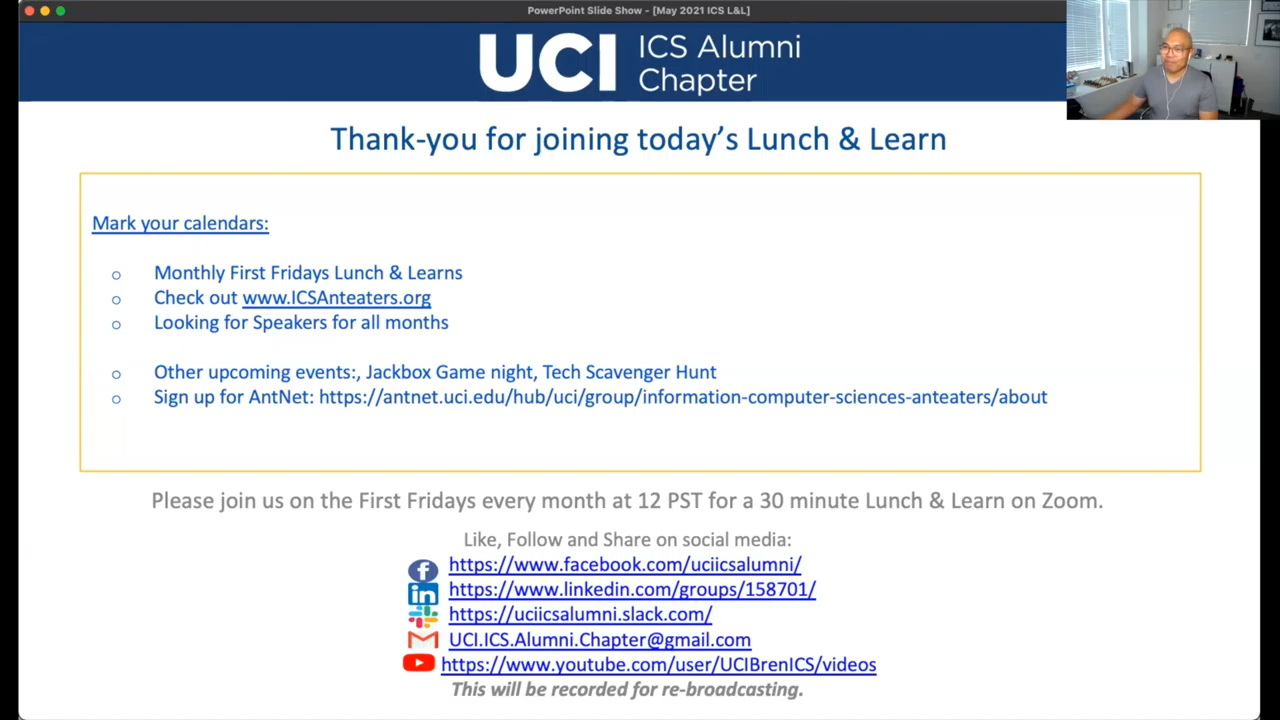 PowerPoint Slide Show - [May 2021 ICS L&L]
UCI ICS Alumni
Chapter
Thank-you for joining today's Lunch & Learn
Mark your calendars:
o Monthly First Fridays Lunch & Learns
o Check out www.ICSAnteaters.org
o Looking for Speakers for all months
o Other upcoming events:, Jackbox Game night, Tech Scavenger Hunt
o Sign up for AntNet: https://antnet.uci.edu/hub/uci/group/information-computer-sciences-anteaters/about
Please join us on the First Fridays every month at 12 PST for a 30 minute Lunch & Learn on Zoom.
Like, Follow and Share on social media:
https://www.facebook.com/uciicsalumni/
https://www.linkedin.com/groups/158701/
https://uciicsalumni.slack.com/
UCI.ICS.Alumni.Chapter@gmail.com
https://www.youtube.com/user/UCIBrenICS/videos
This will be recorded for re-broadcasting.